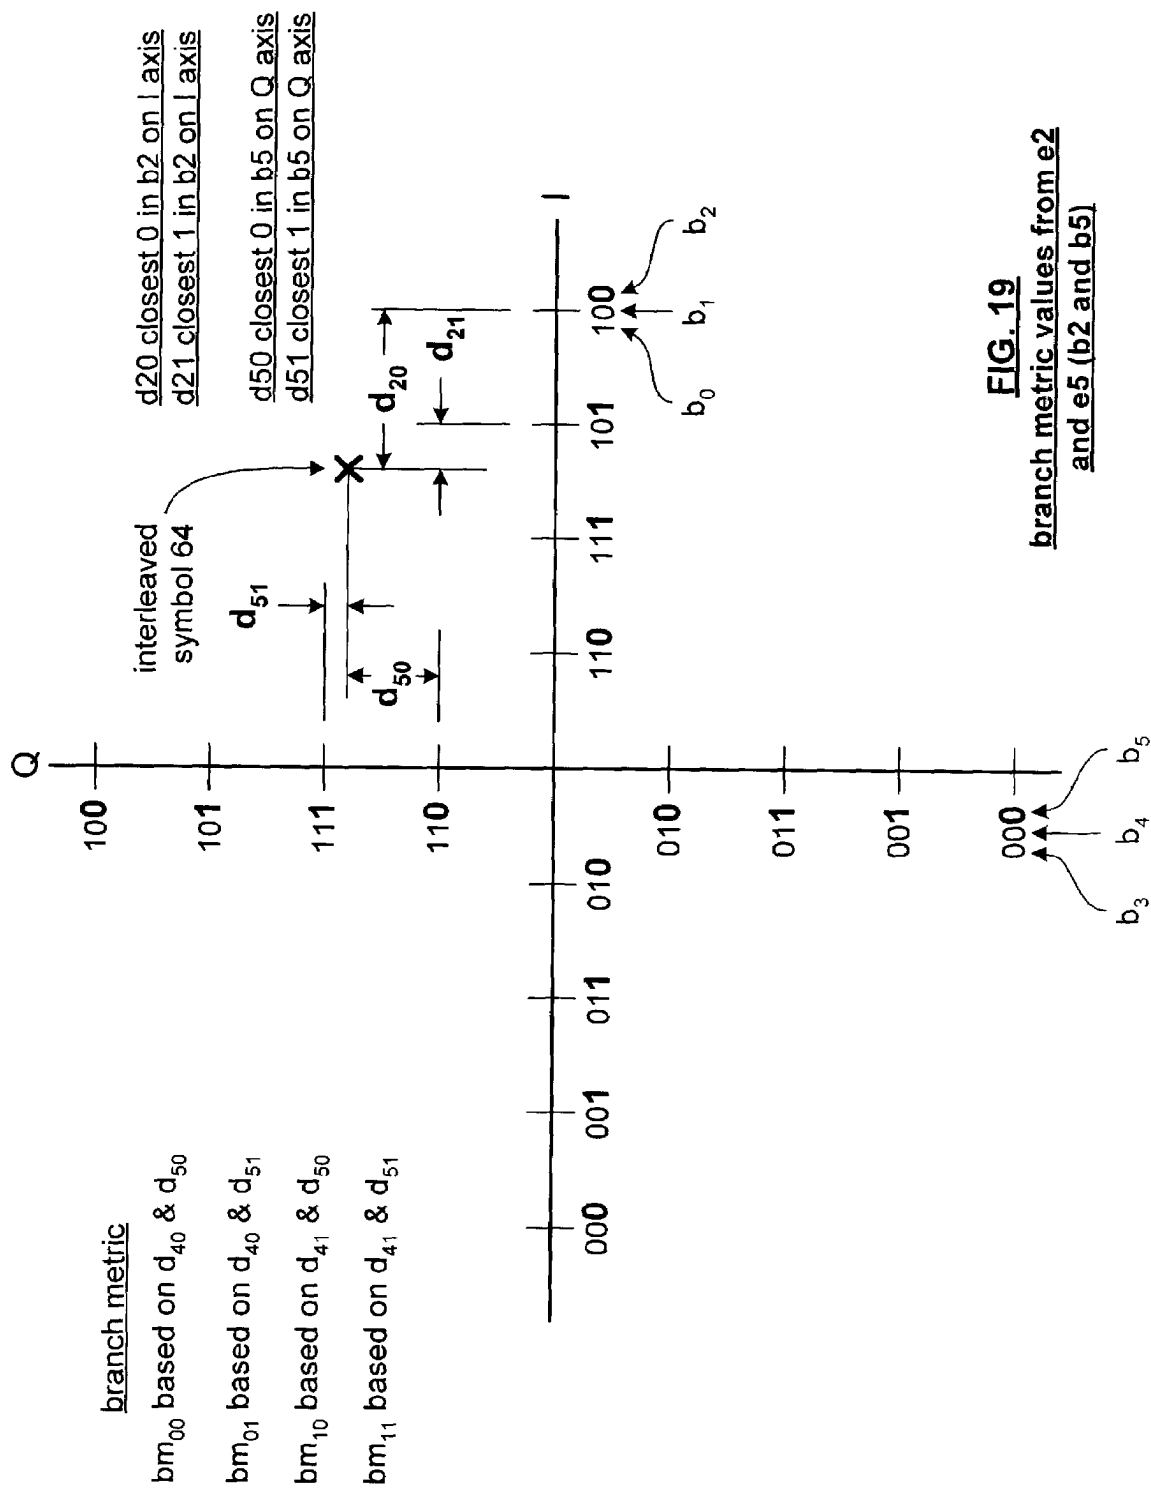 branch metric
bm00 based on d40 & d50
bm01 based on d40 & d51
bm10 based on d41 & d50
bm11 based on d41 & d51
d20 closest 0 in b2 on I axis
d21 closest 1 in b2 on I axis
d50 closest 0 in b5 on Q axis
d51 closest 1 in b5 on Q axis
interleaved
symbol 64
Q
100
101
111
110
010
011
001
000
b3
b4
b5
d51
d50
d20
d21
I
000
001
011
010
110
111
101
100
b0
b1
b2
FIG. 19
branch metric values from e2
and e5 (b2 and b5)